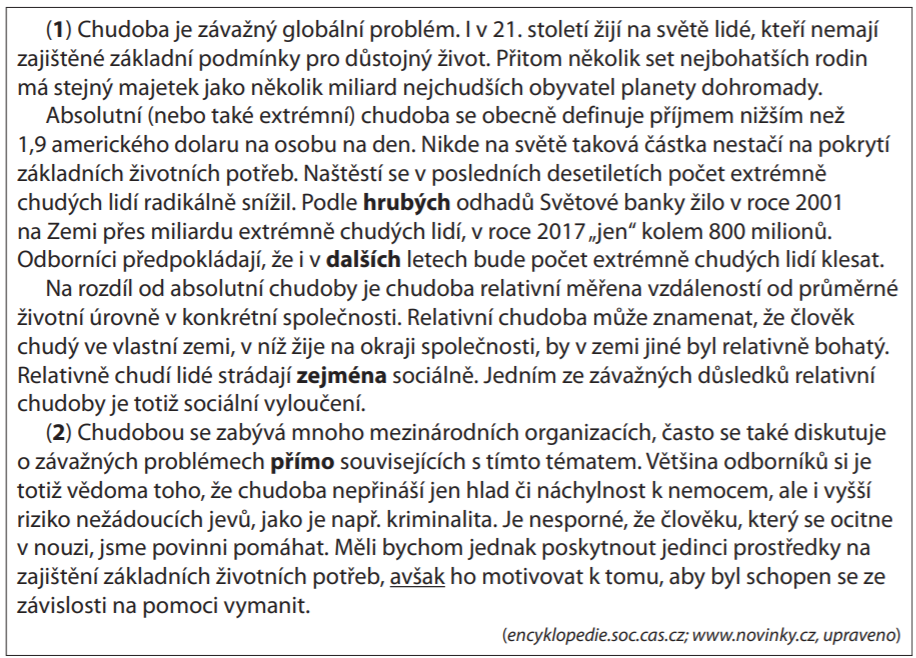 (1) Chudoba je závažný globální problém. I v 21. století žijí na světě lidé, kteří nemají
zajištěné základní podmínky pro důstojný život. Přitom několik set nejbohatších rodin
má stejný majetek jako několik miliard nejchudších obyvatel planety dohromady.
Absolutní (nebo také extrémní) chudoba se obecně definuje příjmem nižším než
1,9 amerického dolaru na osobu na den. Nikde na světě taková částka nestačí na pokrytí
základních životních potřeb. Naštěstí se v posledních desetiletích počet extrémně
chudých lidí radikálně snížil. Podle hrubých odhadů Světové banky žilo v roce 2001
na Zemi přes miliardu extrémně chudých lidí, v roce 2017 „jen“ kolem 800 milionů.
Odborníci předpokládají, že i v dalších letech bude počet extrémně chudých lidí klesat.
Na rozdíl od absolutní chudoby je chudoba relativní měřena vzdáleností od průměrné
životní úrovně v konkrétní společnosti. Relativní chudoba může znamenat, že člověk
chudý ve vlastní zemi, v níž žije na okraji společnosti, by v zemi jiné byl relativně bohatý.
Relativně chudí lidé strádají zejména sociálně. Jedním ze závažných důsledků relativní
chudoby je totiž sociální vyloučení.
(2) Chudobou se zabývá mnoho mezinárodních organizacích, často se také diskutuje
o závažných problémech přímo souvisejících s tímto tématem. Většina odborníků si je
totiž vědoma toho, že chudoba nepřináší jen hlad či náchylnost k nemocem, ale i vyšší
riziko nežádoucích jevů, jako je např. kriminalita. Je nesporné, že člověku, který se ocitne
v nouzi, jsme povinni pomáhat. Měli bychom jednak poskytnout jedinci prostředky na
zajištění základních životních potřeb, avšak ho motivovat k tomu, aby byl schopen se ze
závislosti na pomoci vymanit.
(encyklopedie.soc.cas.cz; www.novinky.cz, upraveno)